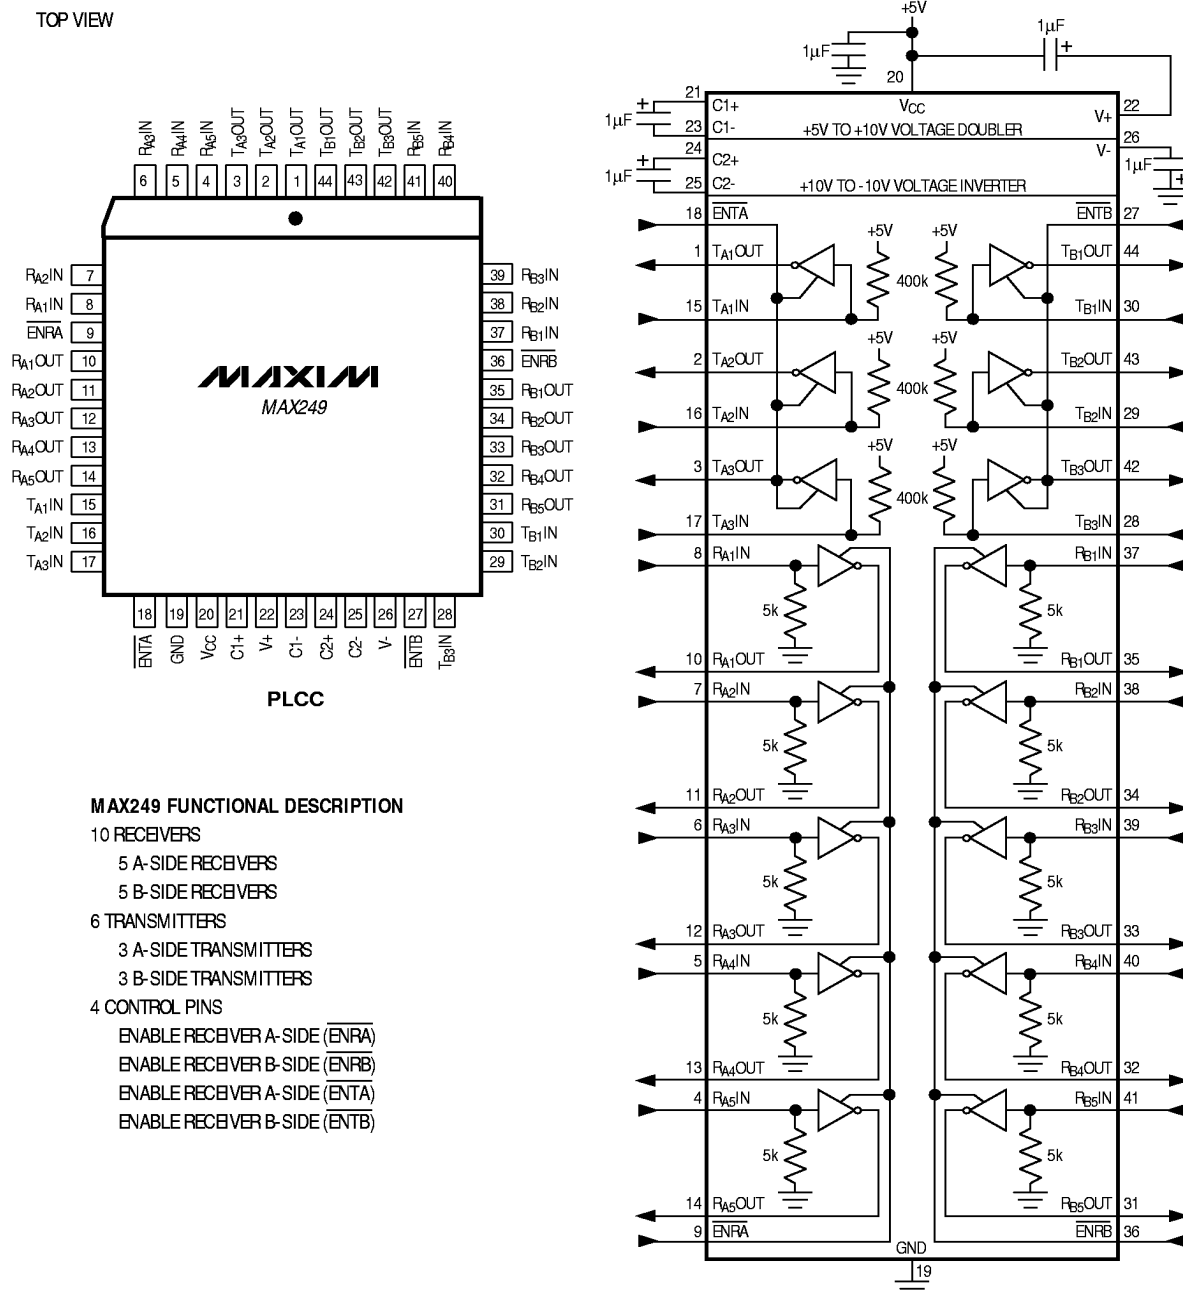 TOP VIEW
RA3IN RA4IN RA5IN TA3OUT TA2OUT TA1OUT TB1OUT TB2OUT TB3OUT RB5IN RB4IN
6 5 4 3 2 1 44 43 42 41 40
RA2IN 7
RA1IN 8
ENRA 9
RA1OUT 10
RA2OUT 11
RA3OUT 12
RA4OUT 13
RA5OUT 14
TA1IN 15
TA2IN 16
TA3IN 17
MAXIM
MAX249
39 RB3IN
38 RB2IN
37 RB1IN
36 ENRB
35 RB1OUT
34 RB2OUT
33 RB3OUT
32 RB4OUT
31 RB5OUT
30 TB1IN
29 TB2IN
18 19 20 21 22 23 24 25 26 27 28
ENTA GND VCC C1+ V+ C1- C2+ C2- V- ENTB TB3IN
PLCC
MAX249 FUNCTIONAL DESCRIPTION
10 RECEIVERS
5 A-SIDE RECEIVERS
5 B-SIDE RECEIVERS
6 TRANSMITTERS
3 A-SIDE TRANSMITTERS
3 B-SIDE TRANSMITTERS
4 CONTROL PINS
ENABLE RECEIVER A-SIDE (ENRA)
ENABLE RECEIVER B-SIDE (ENRB)
ENABLE RECEIVER A-SIDE (ENTA)
ENABLE RECEIVER B-SIDE (ENTB)
+5V
1µF
1µF +
20
VCC
21 C1+
+ 1µF
23 C1-
+5V TO +10V VOLTAGE DOUBLER
V+ 22
26
V-
1µF
+
24 C2+
+ 1µF
25 C2-
+10V TO -10V VOLTAGE INVERTER
18 ENTA
ENTB 27
+5V +5V
1 TA1OUT
TB1OUT 44
400k
15 TA1IN
TB1IN 30
+5V +5V
2 TA2OUT
TB2OUT 43
400k
16 TA2IN
TB2IN 29
+5V +5V
3 TA3OUT
TB3OUT 42
400k
17 TA3IN
TB3IN 28
8 RA1IN
RB1IN 37
5k 5k
10 RA1OUT
RB1OUT 35
7 RA2IN
RB2IN 38
5k 5k
11 RA2OUT
RB2OUT 34
6 RA3IN
RB3IN 39
5k 5k
12 RA3OUT
RB3OUT 33
5 RA4IN
RB4IN 40
5k 5k
13 RA4OUT
RB4OUT 32
4 RA5IN
RB5IN 41
5k 5k
14 RA5OUT
RB5OUT 31
9 ENRA
ENRB 36
GND
19